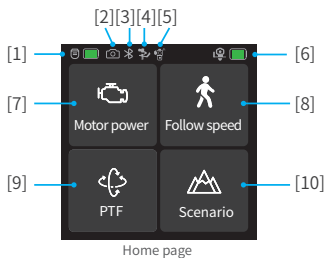 [2][3][4][5]
[1] [6]
[7] Motor power Follow speed [8]
[9] PTF Scenario [10]
Home page